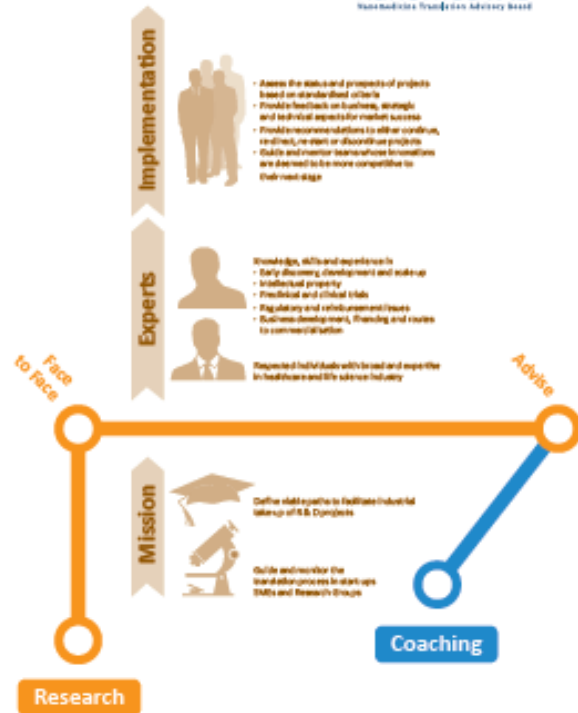 Nanomedicine Translation Advisory Board
Implementation
• Assess the status and prospects of projects
based on standardised criteria
• Provide feedback on business, strategic
and technical aspects for market success
• Provide recommendations to either continue,
re-direct, re-start or discontinue projects
• Guide and mentor teams whose innovations
are deemed to be more competitive to
their next stage
Experts
Knowledge, skills and experience in
• Early discovery, development and scale up
• Intellectual property
• Preclinical and clinical trials
• Regulatory and reimbursement issues
• Business development, financing and routes
to commercialisation
Respected individuals with broad and expertise
in healthcare and life science industry
Face
to Face
Advise
Mission
Define viable paths to facilitate industrial
take up of R & D projects
Guide and monitor the
translation process in start ups
SMEs and Research Groups
Coaching
Research